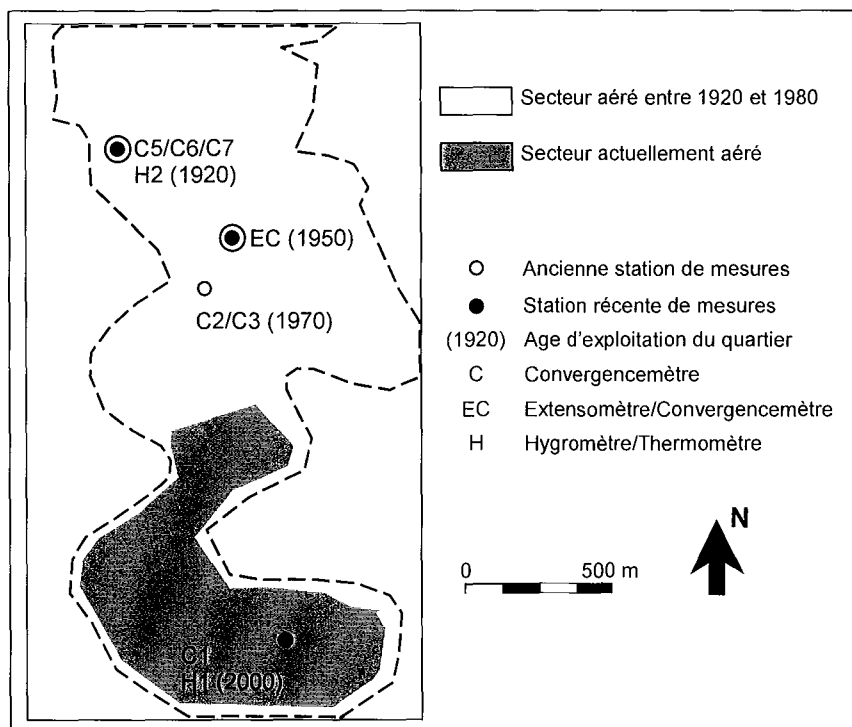 C5/C6/C7
H2 (1920)
EC (1950)
C2/C3 (1970)
C1
H1 (2000)
Secteur aéré entre 1920 et 1980
Secteur actuellement aéré
Ancienne station de mesures
Station récente de mesures
(1920) Age d'exploitation du quartier
C Convergencemètre
EC Extensomètre/Convergencemètre
H Hygromètre/Thermomètre
N
0 500 m